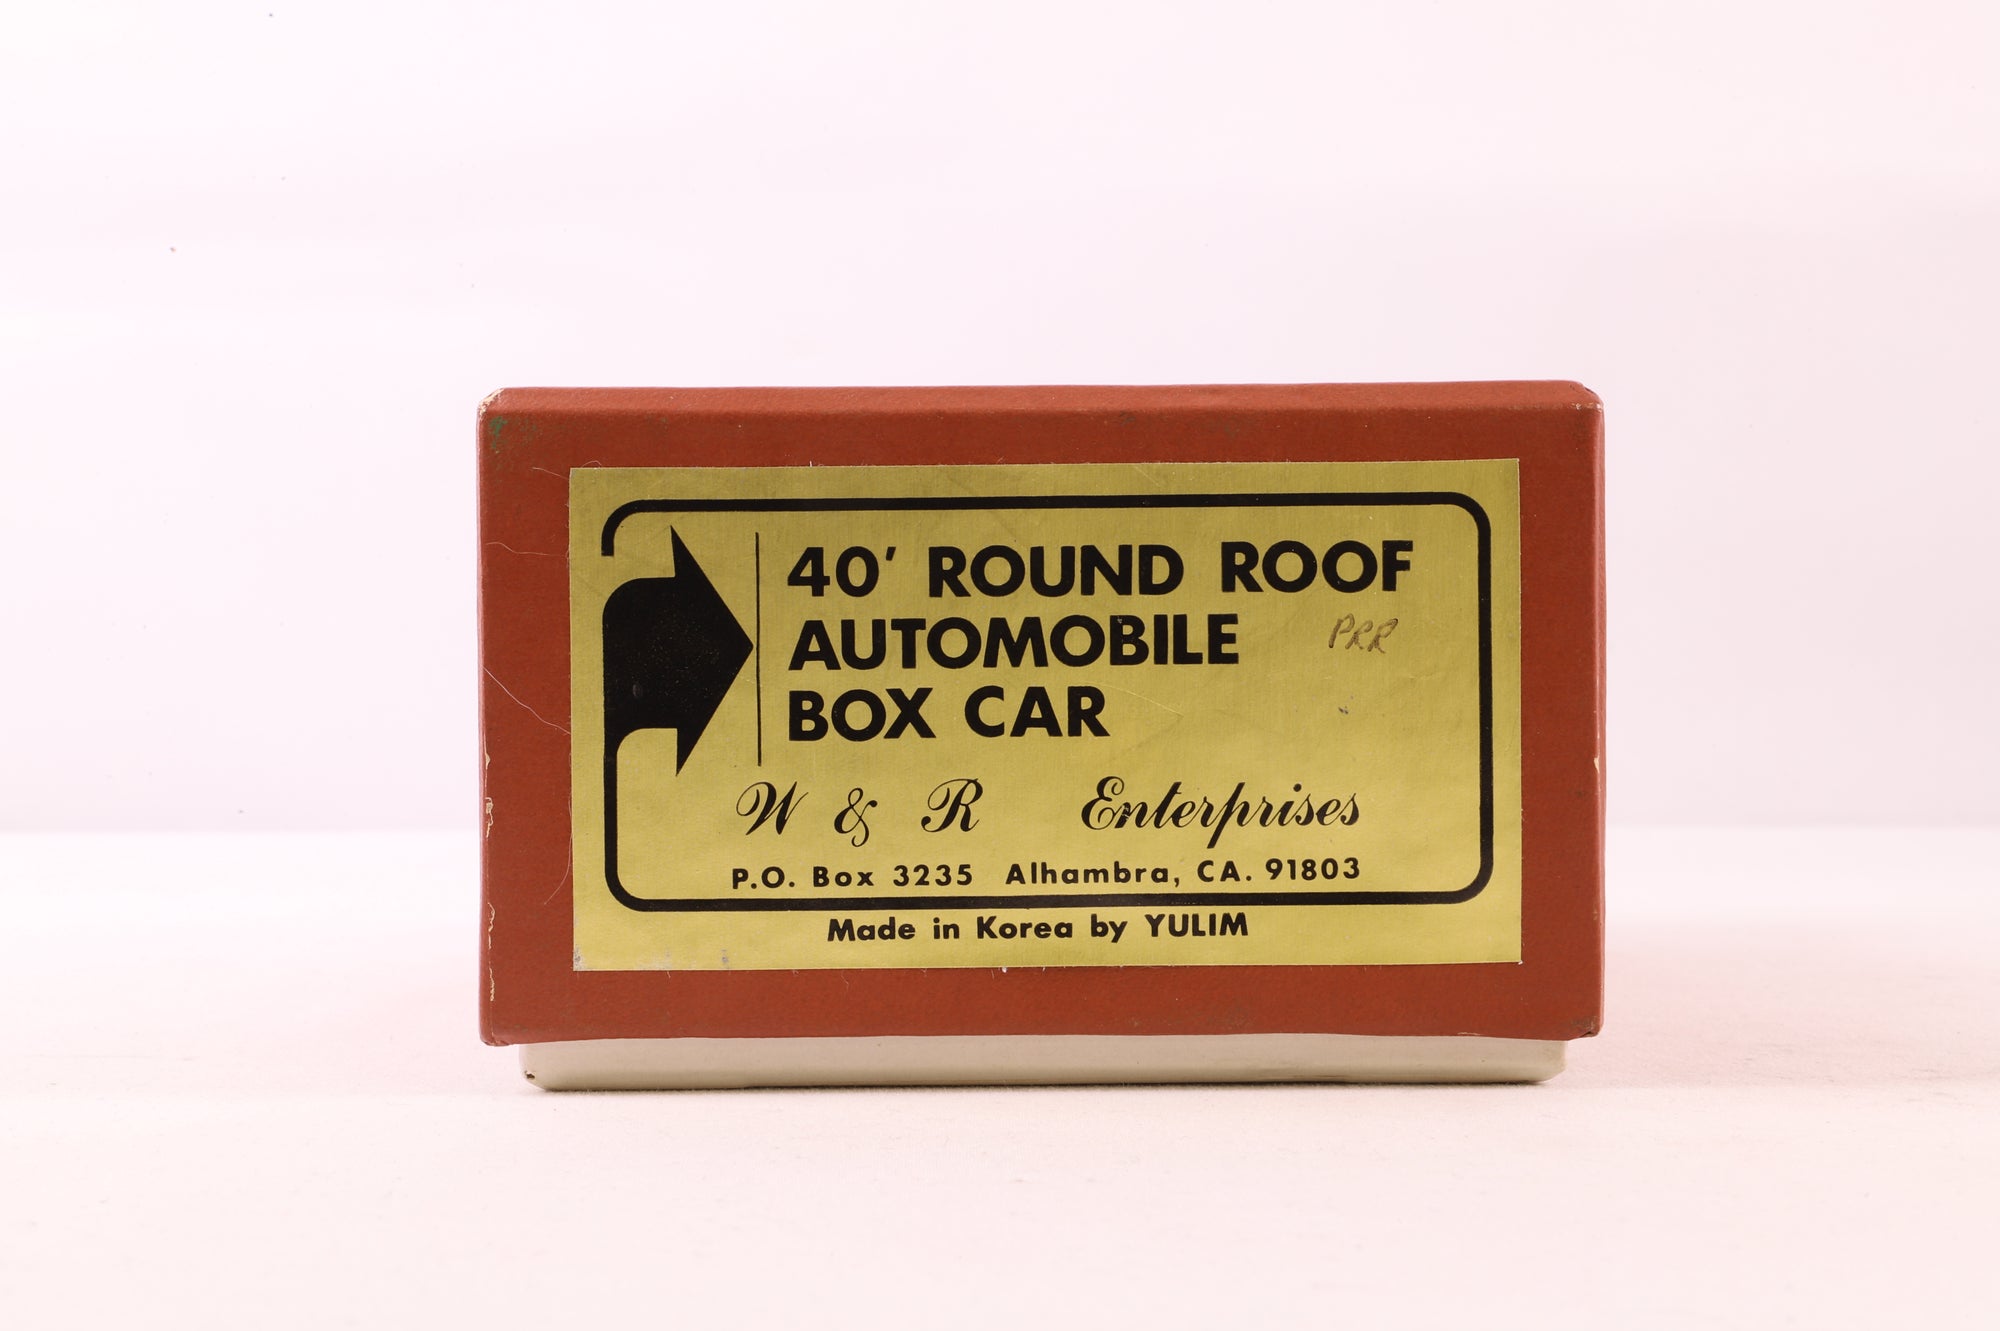 40' ROUND ROOF
AUTOMOBILE PRR
BOX CAR
W & R Enterprises
P.O. Box 3235 Alhambra, CA. 91803
Made in Korea by YULIM